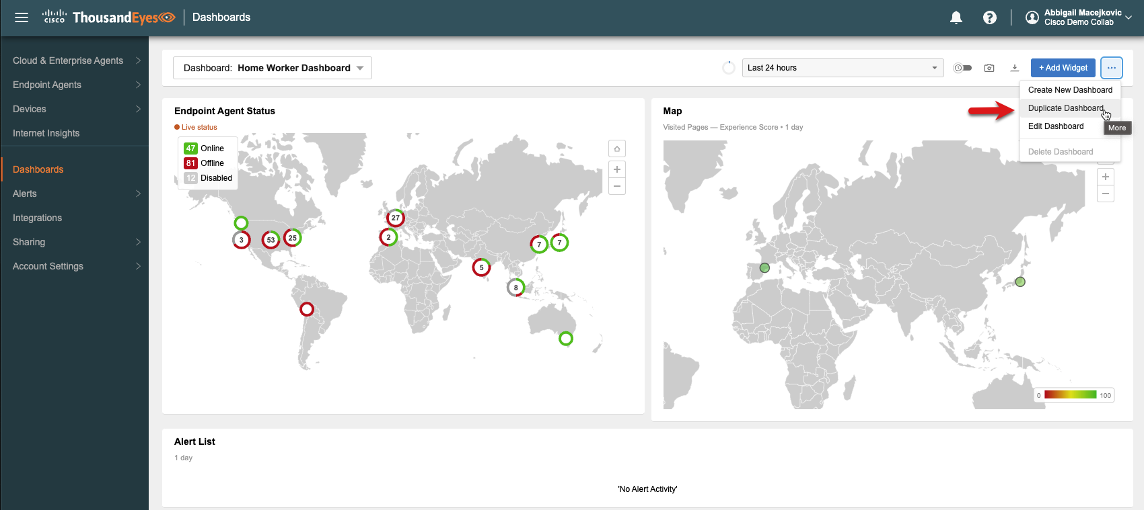 CISCO ThousandEyes Dashboards
Abbigail Macejkovic
Cisco Demo Collab
Cloud & Enterprise Agents
Endpoint Agents
Devices
Internet Insights
Dashboards
Alerts
Integrations
Sharing
Account Settings
Dashboard: Home Worker Dashboard
Last 24 hours
+ Add Widget
...
Create New Dashboard
Duplicate Dashboard
Edit Dashboard
More
Delete Dashboard
Endpoint Agent Status
Live status
47 Online
81 Offline
12 Disabled
+
−
27
3
53
25
2
7
7
5
8
Map
Visited Pages — Experience Score • 1 day
+
−
0 100
Alert List
1 day
'No Alert Activity'